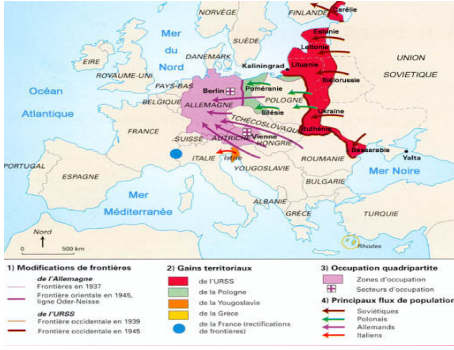 NORVÈGE
FINLANDE
Carélie
Mer
du
Nord
SUÈDE
Estonie
Lettonie
DANEMARK
Kaliningrad
Lituanie
UNION
SOVIETIQUE
EIRE
ROYAUME-UNI
Biélorussie
PAYS-BAS
Berlin
Poméranie
Océan
Atlantique
BELGIQUE
ALLEMAGNE
POLOGNE
Silésie
Ukraine
TCHÉCOSLOVAQUIE
Ruthénie
FRANCE
SUISSE
AUTRICHE
Vienne
HONGRIE
Bessarabie
Yalta
ITALIE
Istrie
ROUMANIE
YOUGOSLAVIE
Mer Noire
PORTUGAL
ESPAGNE
BULGARIE
Mer
Méditerranée
ALBANIE
GRÈCE
TURQUIE
Nord
0 500 km
Rhodes
1) Modifications de frontières
de l'Allemagne
Frontières en 1937
Frontière orientale en 1945,
ligne Oder-Neisse
de l'URSS
Frontière occidentale en 1939
Frontière occidentale en 1945
2) Gains territoriaux
de l'URSS
de la Pologne
de la Yougoslavie
de la Grèce
de la France (rectifications
de frontières)
3) Occupation quadripartite
Zones d'occupation
Secteurs d'occupation
4) Principaux flux de population
Soviétiques
Polonais
Allemands
Italiens